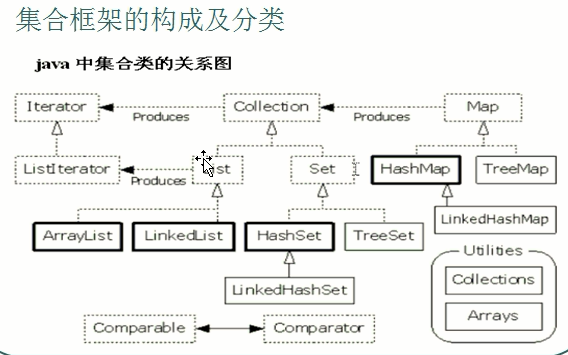 集合框架的构成及分类
java 中集合类的关系图
Iterator
Collection
Map
Produces
Produces
ListIterator
Set
HashMap
TreeMap
Produces
LinkedHashMap
ArrayList
LinkedList
HashSet
TreeSet
Utilities
Collections
LinkedHashSet
Arrays
Comparable
Comparator